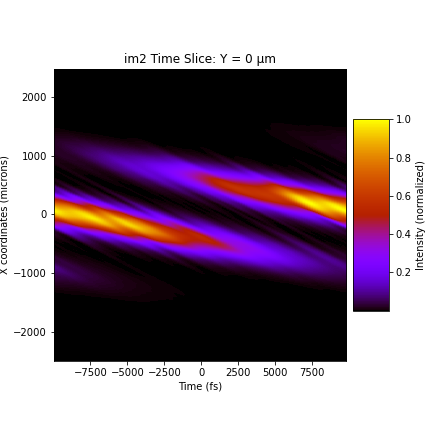 im2 Time Slice: Y = 0 μm
X coordinates (microns)
2000
1000
0
−1000
−2000
−7500 −5000 −2500 0 2500 5000 7500
Time (fs)
1.0
0.8
0.6
0.4
0.2
Intensity (normalized)